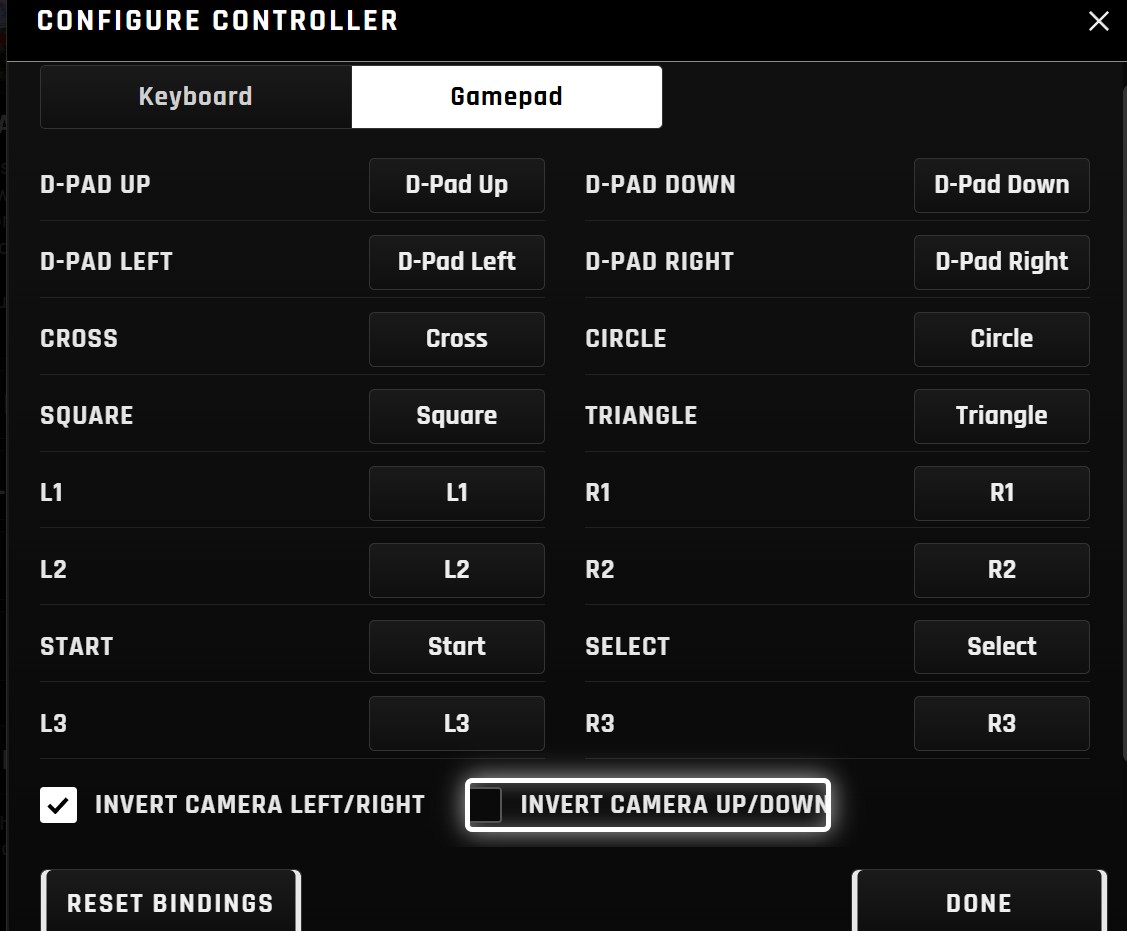 CONFIGURE CONTROLLER
Keyboard Gamepad
D-PAD UP D-Pad Up D-PAD DOWN D-Pad Down
D-PAD LEFT D-Pad Left D-PAD RIGHT D-Pad Right
CROSS Cross CIRCLE Circle
SQUARE Square TRIANGLE Triangle
L1 L1 R1 R1
L2 L2 R2 R2
START Start SELECT Select
L3 L3 R3 R3
INVERT CAMERA LEFT/RIGHT INVERT CAMERA UP/DOWN
RESET BINDINGS DONE